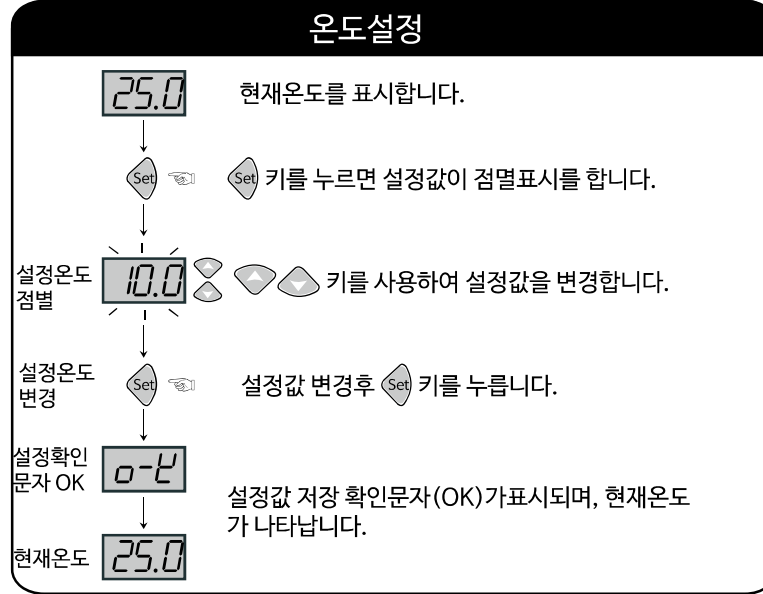 온도설정
25.0
현재온도를 표시합니다.
Set
Set 키를 누르면 설정값이 점멸표시를 합니다.
설정온도
점별
10.0
키를 사용하여 설정값을 변경합니다.
설정온도
변경
Set
설정값 변경후 Set 키를 누릅니다.
설정확인
문자 OK
o-k
설정값 저장 확인문자(OK)가표시되며, 현재온도
가 나타납니다.
현재온도
25.0